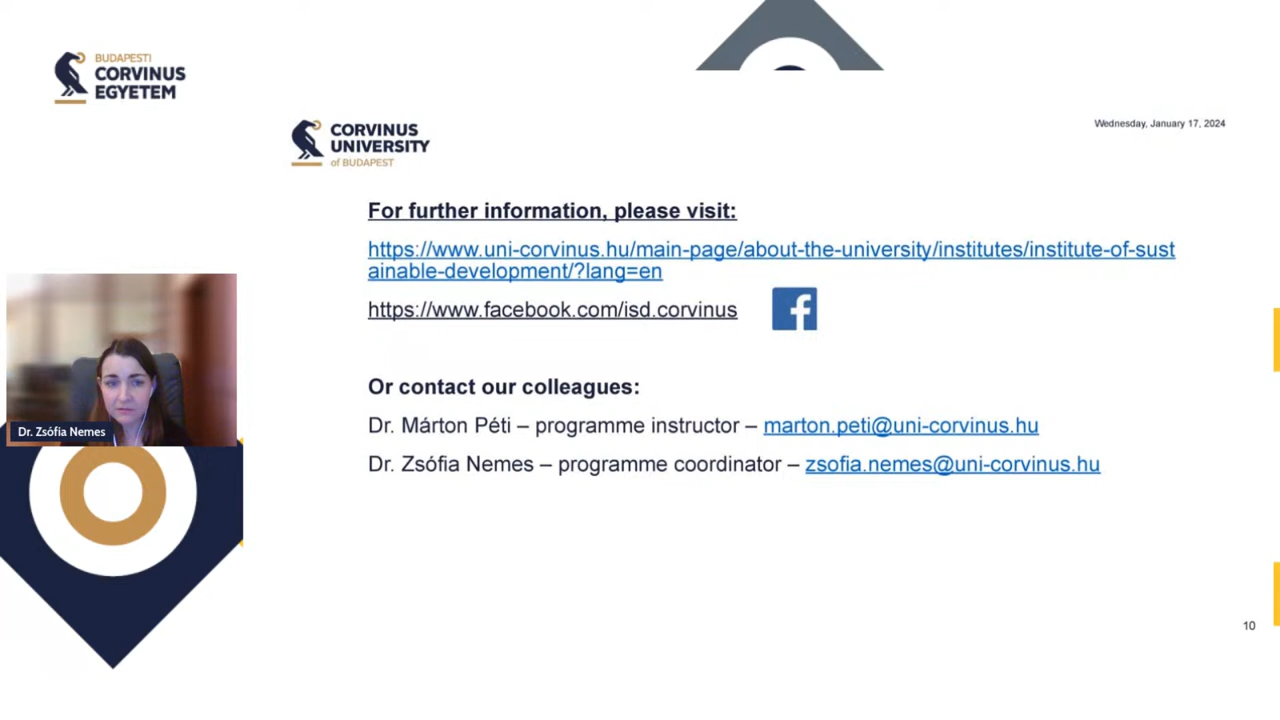 BUDAPESTI
CORVINUS
EGYETEM
CORVINUS
UNIVERSITY
of BUDAPEST
Wednesday, January 17, 2024
For further information, please visit:
https://www.uni-corvinus.hu/main-page/about-the-university/institutes/institute-of-sust
ainable-development/?lang=en
https://www.facebook.com/isd.corvinus
Or contact our colleagues:
Dr. Márton Péti – programme instructor – marton.peti@uni-corvinus.hu
Dr. Zsófia Nemes
Dr. Zsófia Nemes – programme coordinator – zsofia.nemes@uni-corvinus.hu
10